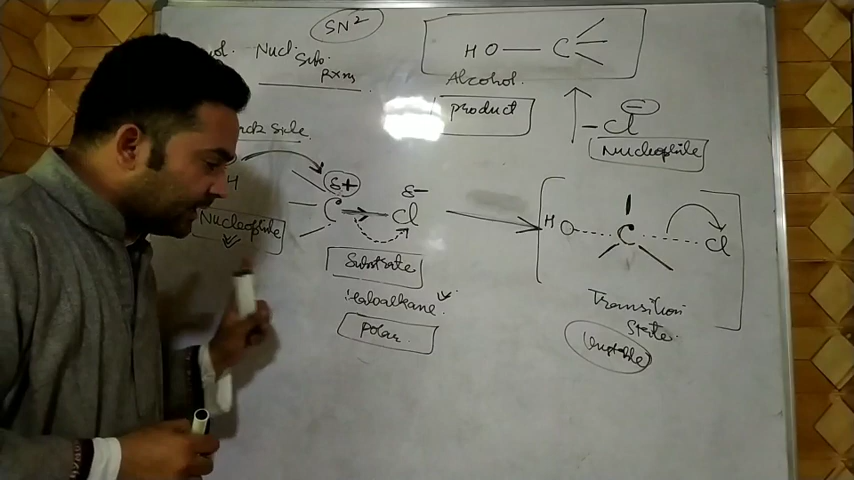 SN²
Nucl.
Subs.
Rxns
HO — C
Alcohol.
product
Cl −
Nucleophile
Side
H
δ+
δ−
C Cl
Nucleophile
Substrate
Haloalkane
Polar.
HO C Cl
Transition
State.
Unstable